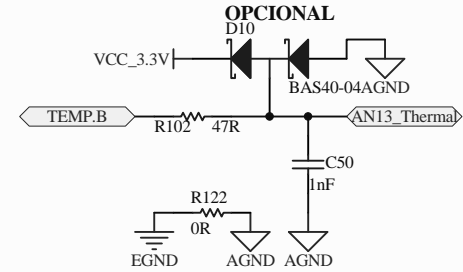 OPCIONAL
D10
VCC_3.3V
BAS40-04AGND
TEMP.B
AN13_Thermal
R102 47R
C50
1nF
R122
0R
EGND AGND AGND